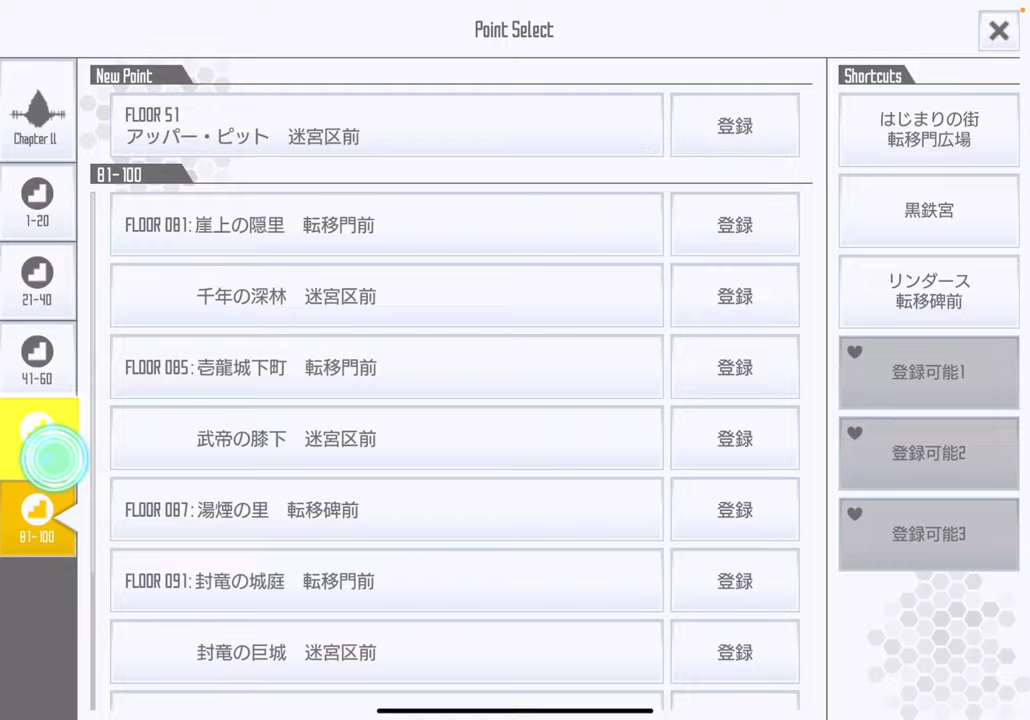 Point Select
New Point
FLOOR 51
アッパー・ピット 迷宮区前
登録
81-100
FLOOR 081: 崖上の隠里 転移門前
登録
千年の深林 迷宮区前
登録
FLOOR 085: 壱龍城下町 転移門前
登録
武帝の膝下 迷宮区前
登録
FLOOR 087: 湯煙の里 転移碑前
登録
FLOOR 091: 封竜の城庭 転移門前
登録
封竜の巨城 迷宮区前
登録
Chapter 11
1-20
21-40
41-60
81-100
Shortcuts
はじまりの街
転移門広場
黒鉄宮
リンダース
転移碑前
登録可能1
登録可能2
登録可能3